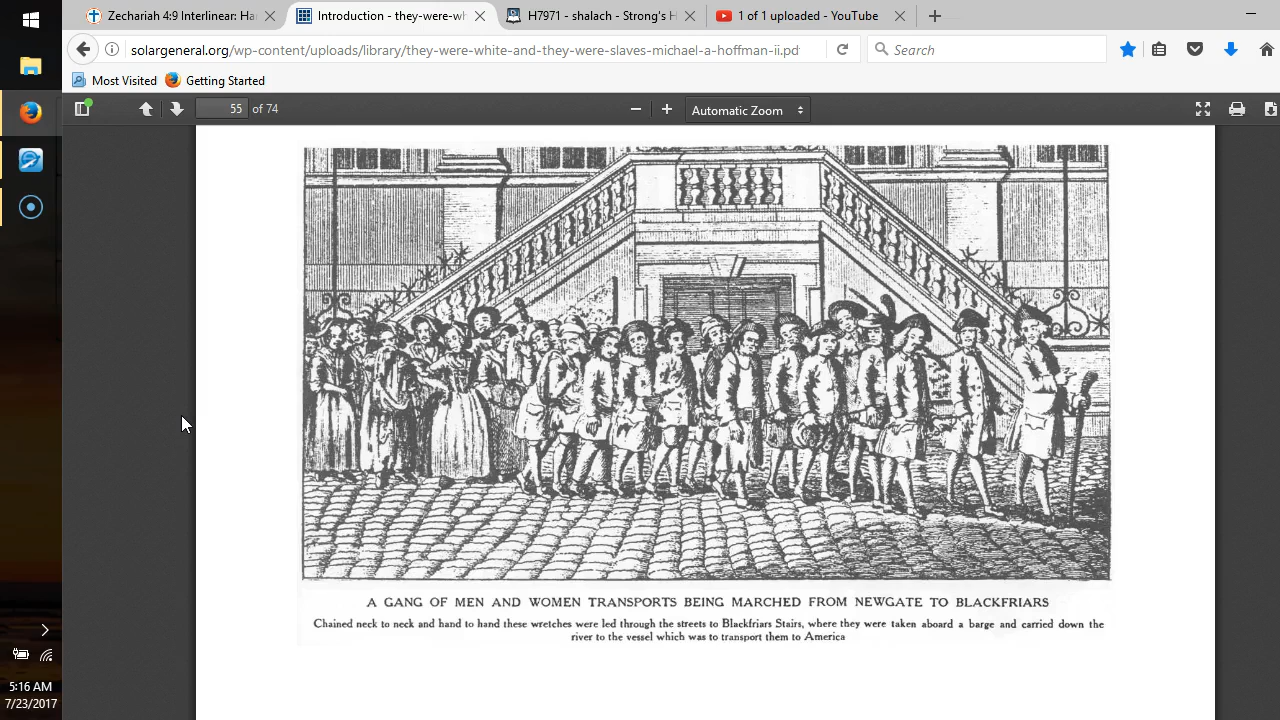 Zechariah 4:9 Interlinear: Ha
Introduction - they-were-wh
H7971 - shalach - Strong's H
1 of 1 uploaded - YouTube
solargeneral.org/wp-content/uploads/library/they-were-white-and-they-were-slaves-michael-a-hoffman-ii.pd
Search
Most Visited
Getting Started
55 of 74
Automatic Zoom
A GANG OF MEN AND WOMEN TRANSPORTS BEING MARCHED FROM NEWGATE TO BLACKFRIARS
Chained neck to neck and hand to hand these wretches were led through the streets to Blackfriars Stairs, where they were taken aboard a barge and carried down the
river to the vessel which was to transport them to America
5:16 AM
7/23/2017